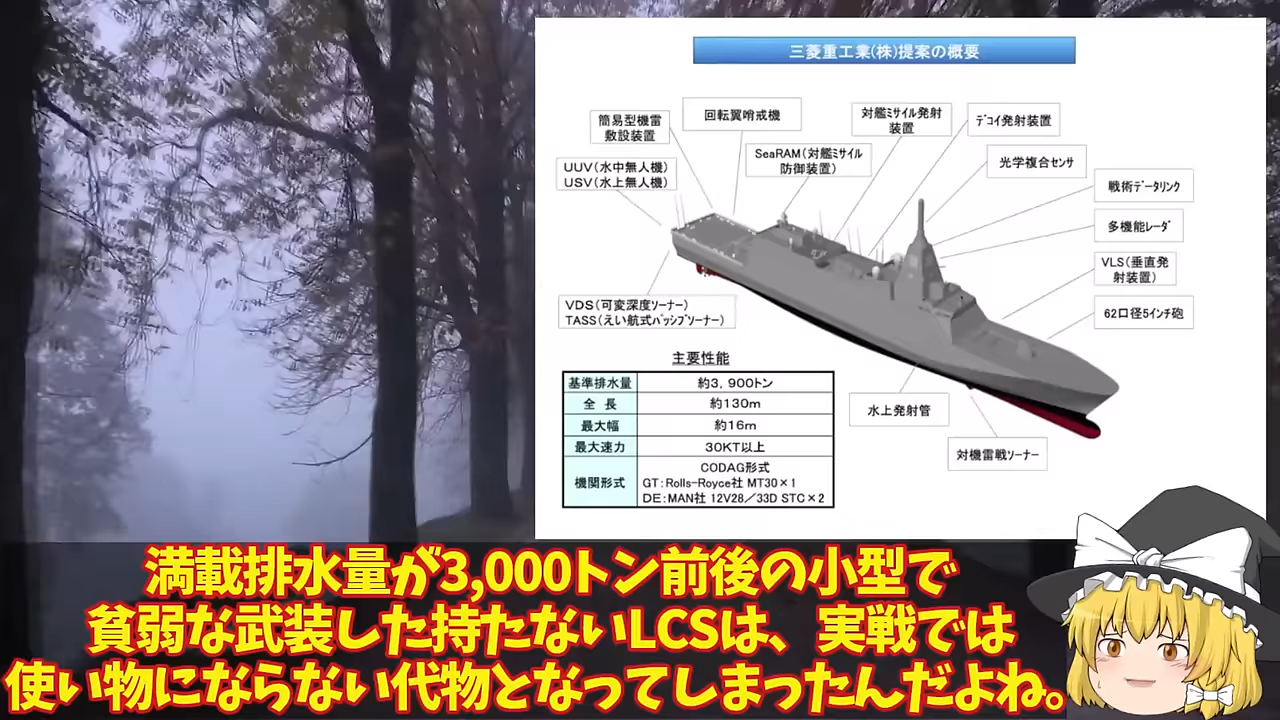 三菱重工業(株)提案の概要
簡易型機雷
敷設装置
回転翼哨戒機
対艦ミサイル発射
装置
デコイ発射装置
UUV(水中無人機)
USV(水上無人機)
SeaRAM(対艦ミサイル
防御装置)
光学複合センサ
戦術データリンク
多機能レーダ
VLS(垂直発
射装置)
62口径5インチ砲
VDS(可変深度ソーナー)
TASS(えい航式パッシブソーナー)
水上発射管
対機雷戦ソーナー
主要性能
基準排水量 約3,900トン
全 長 約130m
最大幅 約16m
最大速力 30KT以上
機関形式 CODAG形式
GT:Rolls-Royce社 MT30×1
DE:MAN社 12V28/33D STC×2
満載排水量が3,000トン前後の小型で
貧弱な武装した持たないLCSは、実戦では
使い物にならない代物となってしまったんだよね。